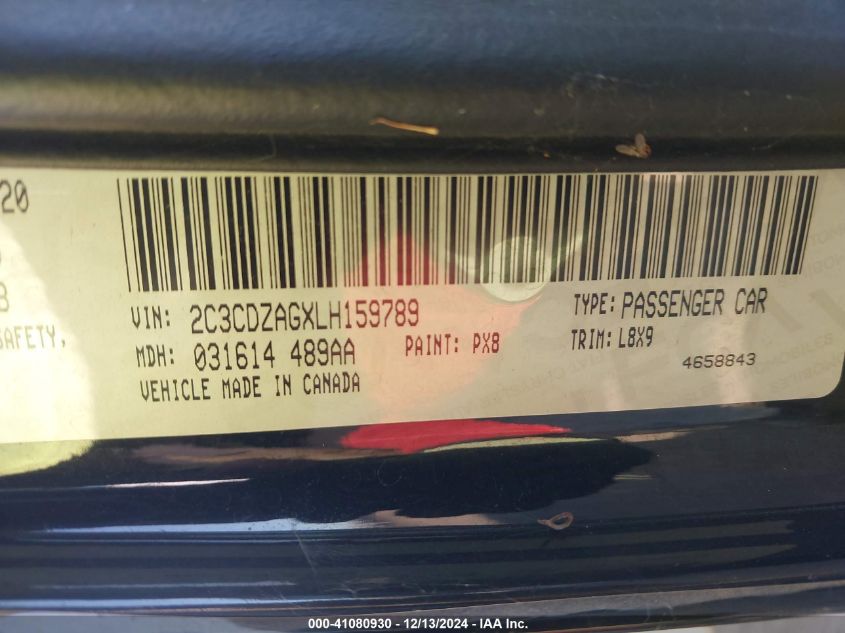 20
VIN: 2C3CDZAGXLH159789
TYPE: PASSENGER CAR
SAFETY,
MDH: 031614 489AA
PAINT: PX8
TRIM: L8X9
4658843
VEHICLE MADE IN CANADA
000-41080930 - 12/13/2024 - IAA Inc.